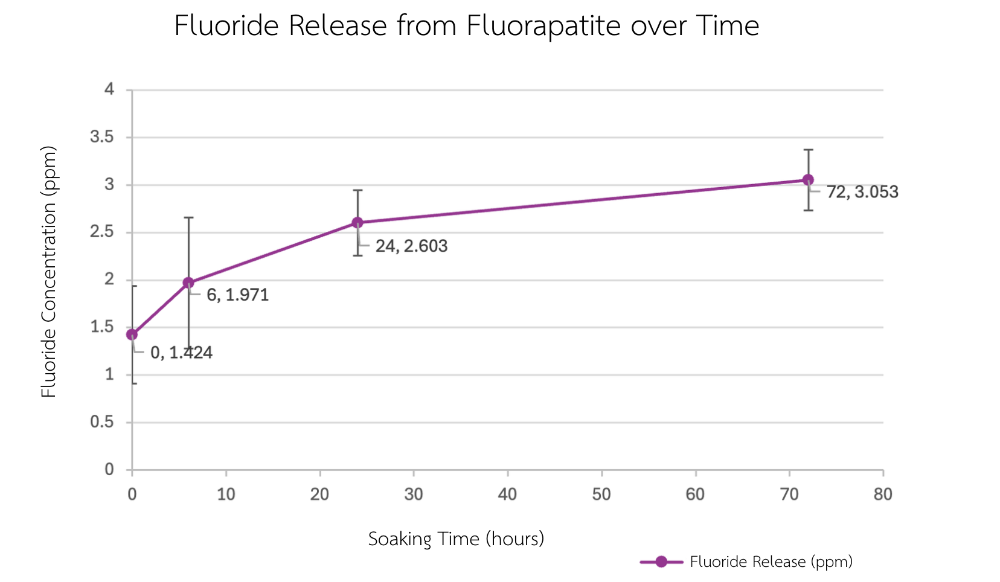 Fluoride Release from Fluorapatite over Time
Fluoride Concentration (ppm)
4
3.5
3
2.5
2
1.5
1
0.5
0
72, 3.053
24, 2.603
6, 1.971
0, 1.424
0 10 20 30 40 50 60 70 80
Soaking Time (hours)
Fluoride Release (ppm)